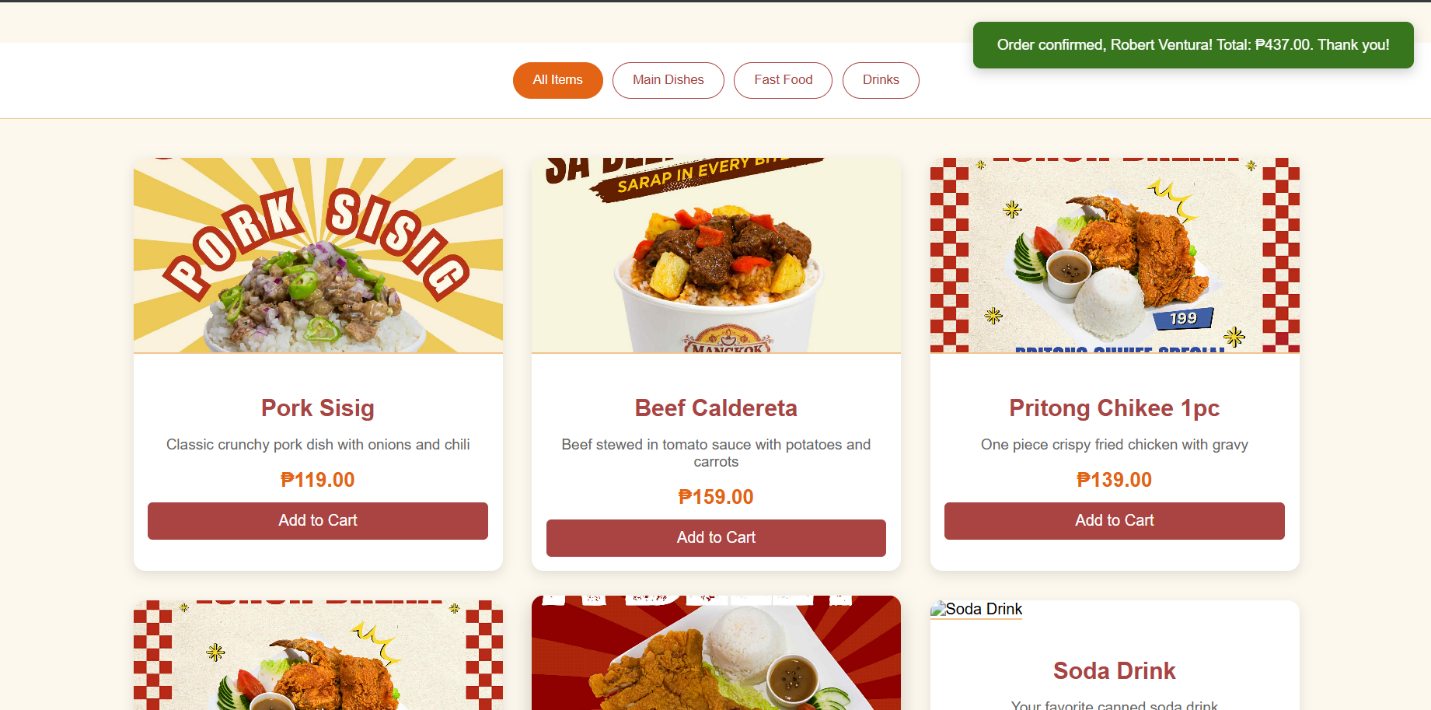 Order confirmed, Robert Ventura! Total: ₱437.00. Thank you!
All Items
Main Dishes
Fast Food
Drinks
PORK SISIG
SARAP IN EVERY BITE
MANGKOK
199
Pork Sisig
Beef Caldereta
Pritong Chikee 1pc
Classic crunchy pork dish with onions and chili
Beef stewed in tomato sauce with potatoes and
carrots
One piece crispy fried chicken with gravy
₱119.00
₱159.00
₱139.00
Add to Cart
Add to Cart
Add to Cart
Soda Drink
Soda Drink
Your favorite canned soda drink